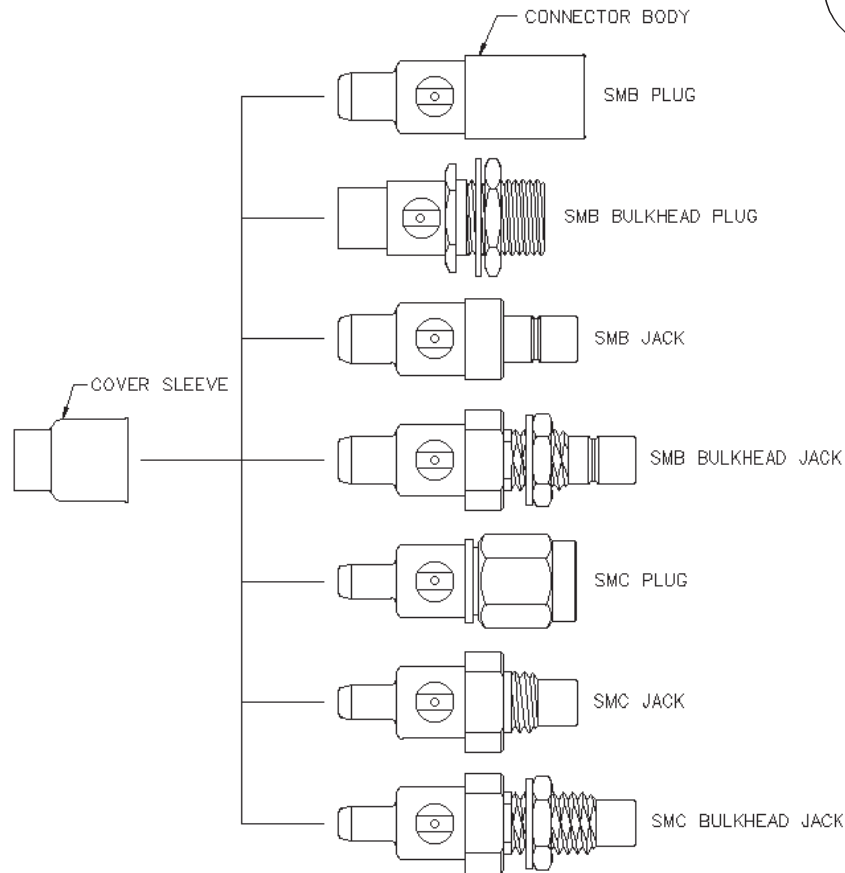 CONNECTOR BODY
SMB PLUG
SMB BULKHEAD PLUG
SMB JACK
COVER SLEEVE
SMB BULKHEAD JACK
SMC PLUG
SMC JACK
SMC BULKHEAD JACK